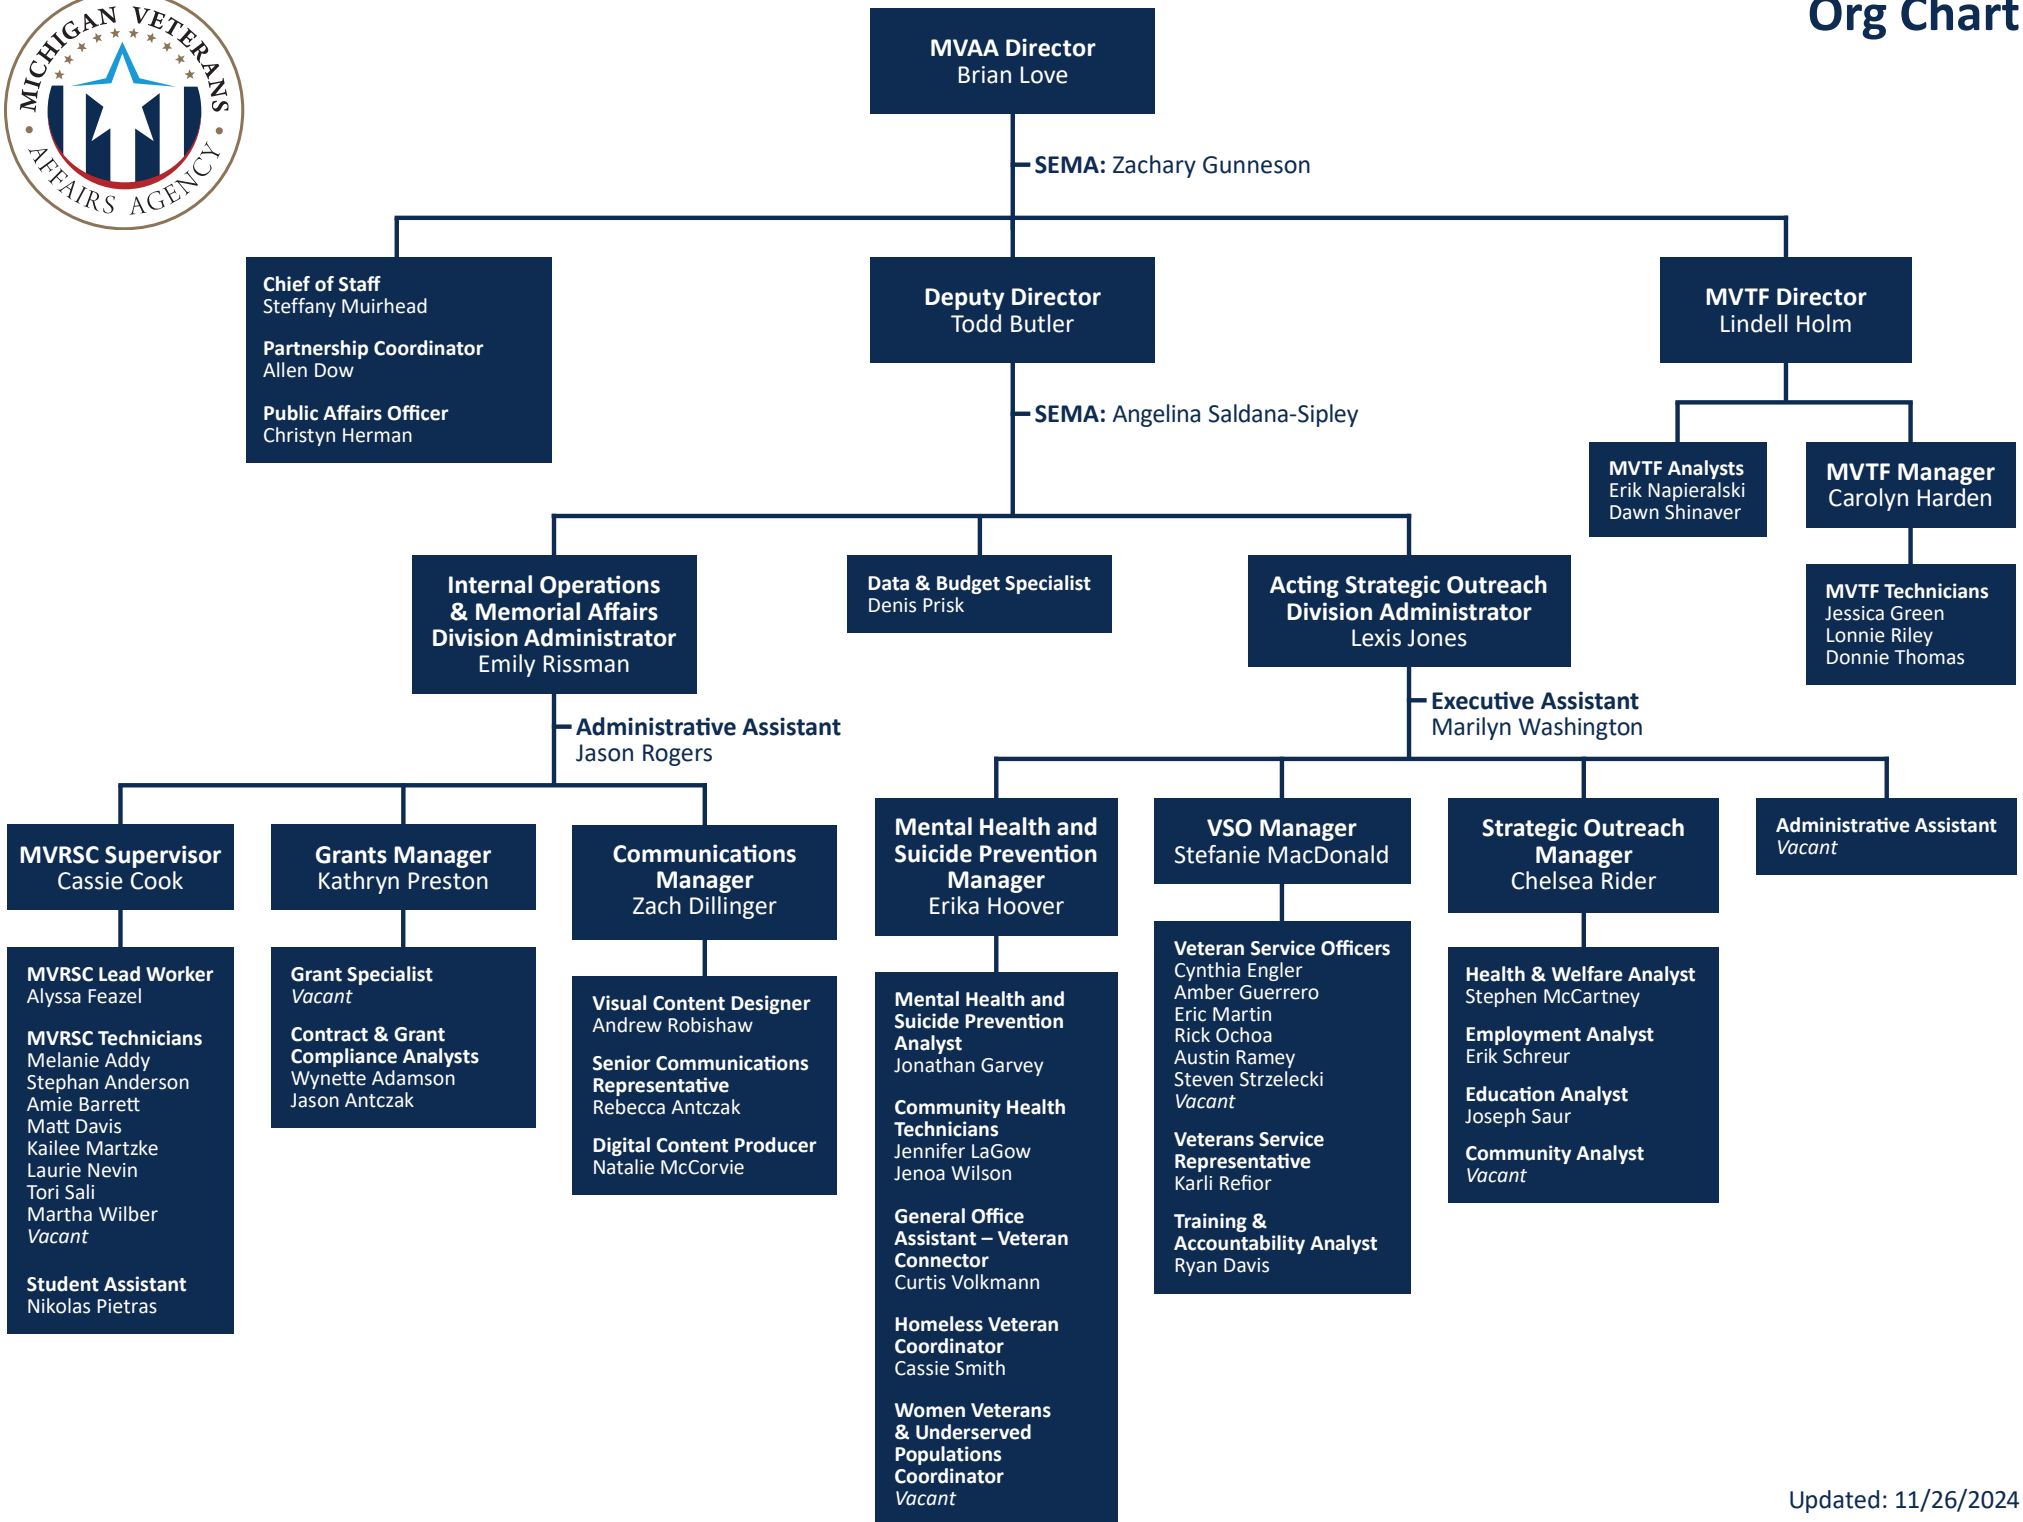 MICHIGAN VETERANS
AFFAIRS AGENCY
Org Chart
MVAA Director
Brian Love
SEMA: Zachary Gunneson
Chief of Staff
Steffany Muirhead
Partnership Coordinator
Allen Dow
Public Affairs Officer
Christyn Herman
Deputy Director
Todd Butler
SEMA: Angelina Saldana-Sipley
MVTF Director
Lindell Holm
MVTF Analysts
Erik Napieralski
Dawn Shinaver
MVTF Manager
Carolyn Harden
MVTF Technicians
Jessica Green
Lonnie Riley
Donnie Thomas
Internal Operations
& Memorial Affairs
Division Administrator
Emily Rissman
Administrative Assistant
Jason Rogers
Data & Budget Specialist
Denis Prisk
Acting Strategic Outreach
Division Administrator
Lexis Jones
Executive Assistant
Marilyn Washington
MVRSC Supervisor
Cassie Cook
MVRSC Lead Worker
Alyssa Feazel
MVRSC Technicians
Melanie Addy
Stephan Anderson
Amie Barrett
Matt Davis
Kailee Martzke
Laurie Nevin
Tori Sali
Martha Wilber
Vacant
Student Assistant
Nikolas Pietras
Grants Manager
Kathryn Preston
Grant Specialist
Vacant
Contract & Grant
Compliance Analysts
Wynette Adamson
Jason Antczak
Communications
Manager
Zach Dillinger
Visual Content Designer
Andrew Robishaw
Senior Communications
Representative
Rebecca Antczak
Digital Content Producer
Natalie McCorvie
Mental Health and
Suicide Prevention
Manager
Erika Hoover
Mental Health and
Suicide Prevention
Analyst
Jonathan Garvey
Community Health
Technicians
Jennifer LaGow
Jenoa Wilson
General Office
Assistant – Veteran
Connector
Curtis Volkmann
Homeless Veteran
Coordinator
Cassie Smith
Women Veterans
& Underserved
Populations
Coordinator
Vacant
VSO Manager
Stefanie MacDonald
Veteran Service Officers
Cynthia Engler
Amber Guerrero
Eric Martin
Rick Ochoa
Austin Ramey
Steven Strzelecki
Vacant
Veterans Service
Representative
Karli Refior
Training &
Accountability Analyst
Ryan Davis
Strategic Outreach
Manager
Chelsea Rider
Health & Welfare Analyst
Stephen McCartney
Employment Analyst
Erik Schreur
Education Analyst
Joseph Saur
Community Analyst
Vacant
Administrative Assistant
Vacant
Updated: 11/26/2024